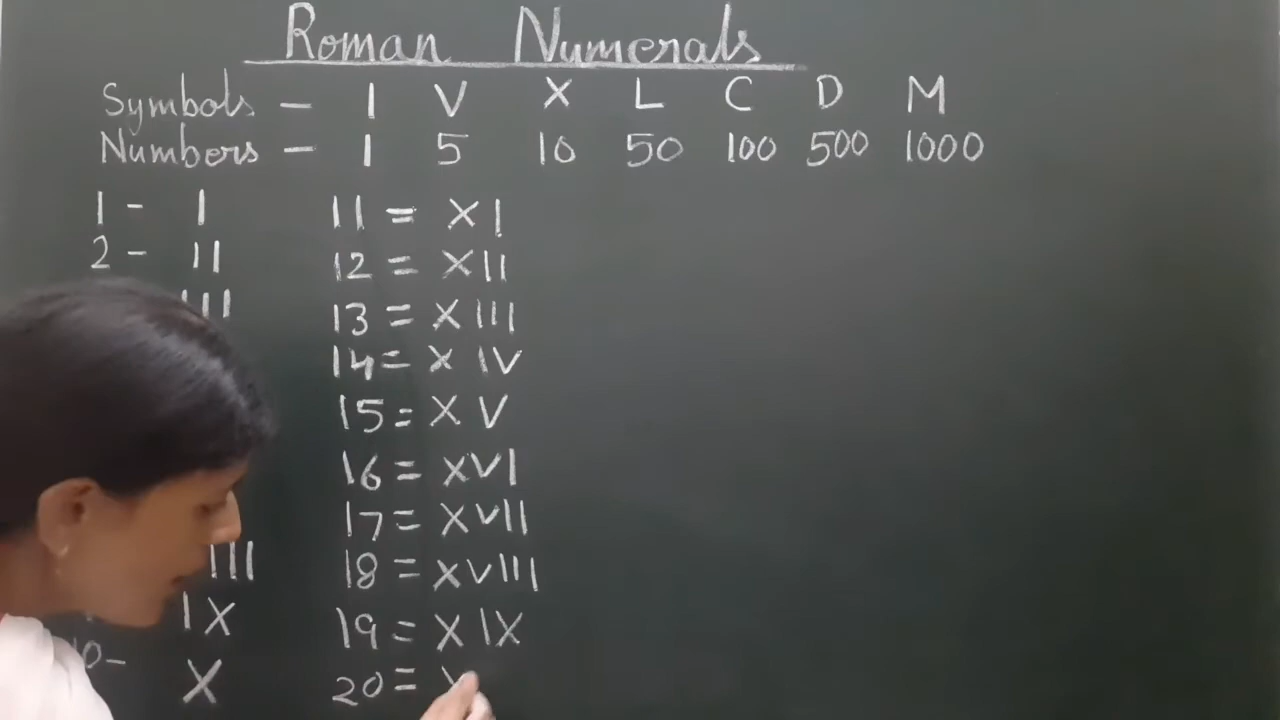 Roman Numerals
Symbols - I V X L C D M
Numbers - 1 5 10 50 100 500 1000
1 - I
2 - II
III
III
IX
10- X
11 = XI
12 = XII
13 = XIII
14 = XIV
15 = XV
16 = XVI
17 = XVII
18 = XVIII
19 = XIX
20 =